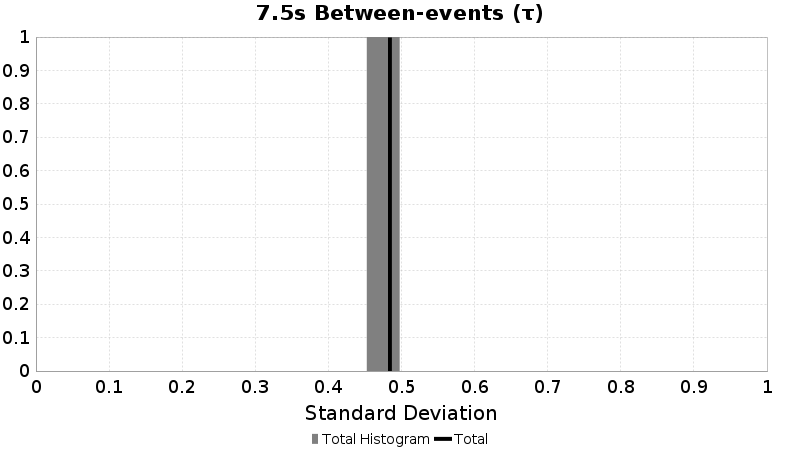 7.5s Between-events (τ)
1
0.9
0.8
0.7
0.6
0.5
0.4
0.3
0.2
0.1
0
0 0.1 0.2 0.3 0.4 0.5 0.6 0.7 0.8 0.9 1
Standard Deviation
Total Histogram Total